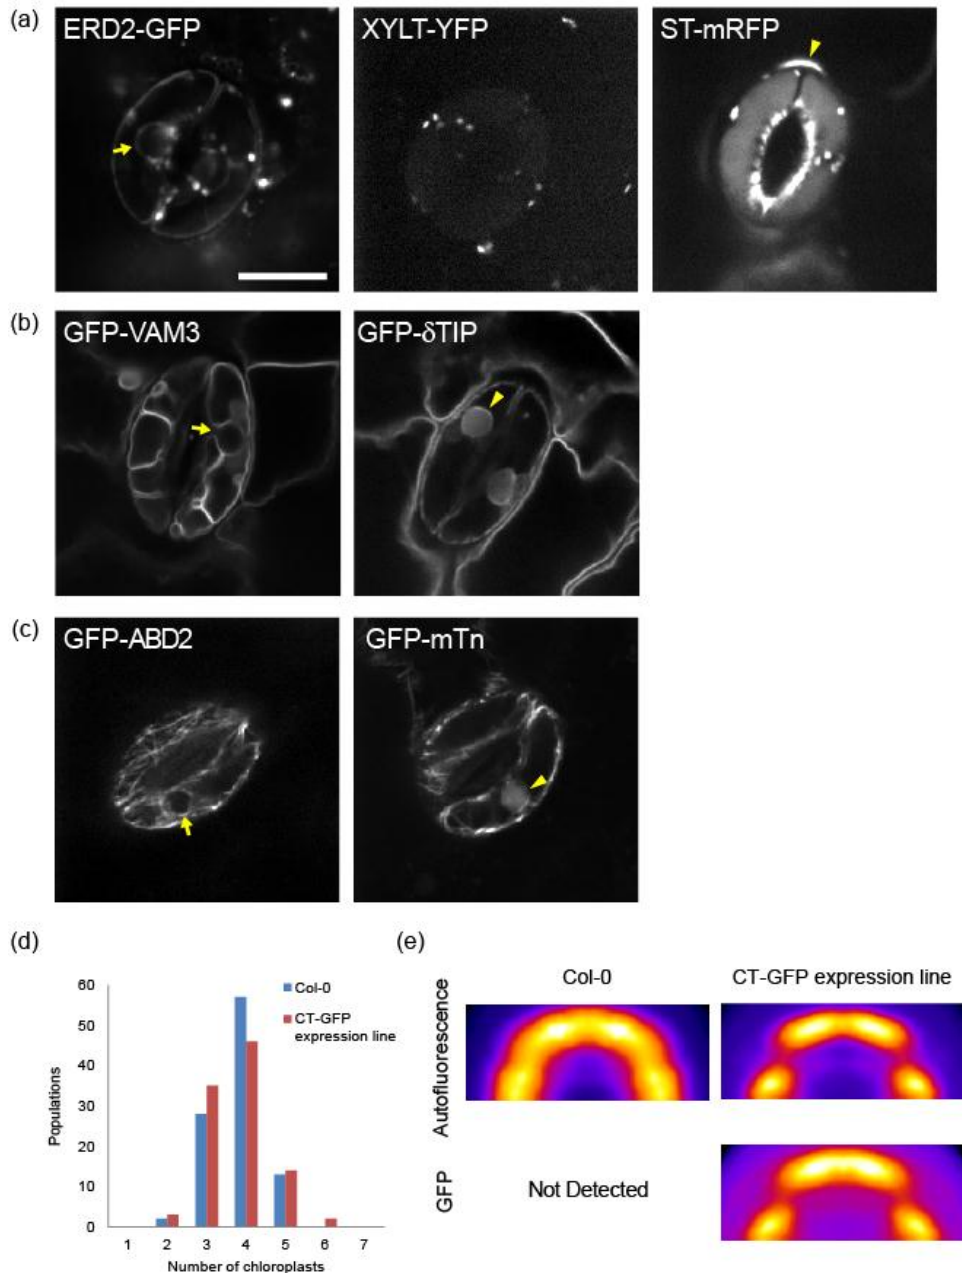 (a)
ERD2-GFP
XYLT-YFP
ST-mRFP
(b)
GFP-VAM3
GFP-δTIP
(c)
GFP-ABD2
GFP-mTn
(d)
60
50
40
30
20
10
0
Populations
Col-0
CT-GFP
expression line
1 2 3 4 5 6 7
Number of chloroplasts
(e)
Col-0
CT-GFP expression line
Autofluorescence
GFP
Not Detected